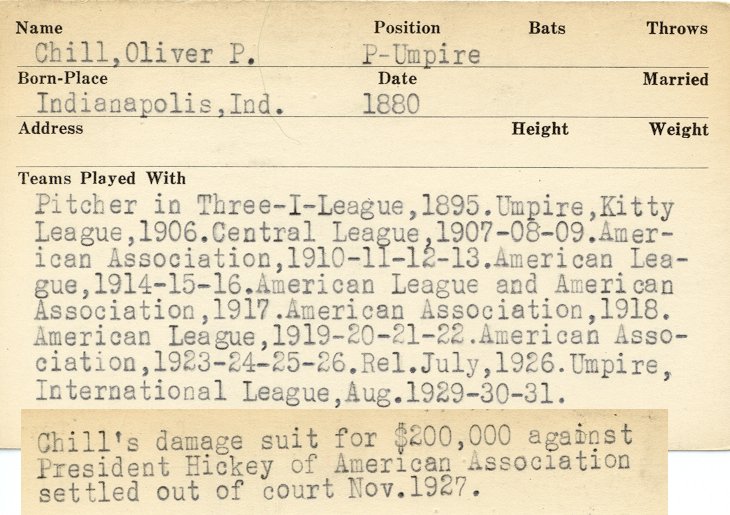 Name Position Bats Throws
Chill,Oliver P. P-Umpire
Born-Place Date Married
Indianapolis,Ind. 1880
Address Height Weight
Teams Played With
Pitcher in Three-I-League,1895.Umpire,Kitty
League,1906.Central League,1907-08-09.Amer-
ican Association,1910-11-12-13.American Lea-
gue,1914-15-16.American League and American
Association,1917.American Association,1918.
American League,1919-20-21-22.American Asso-
ciation,1923-24-25-26.Rel.July,1926.Umpire,
International League,Aug.1929-30-31.
Chill's damage suit for $200,000 against
President Hickey of American Association
settled out of court Nov.1927.